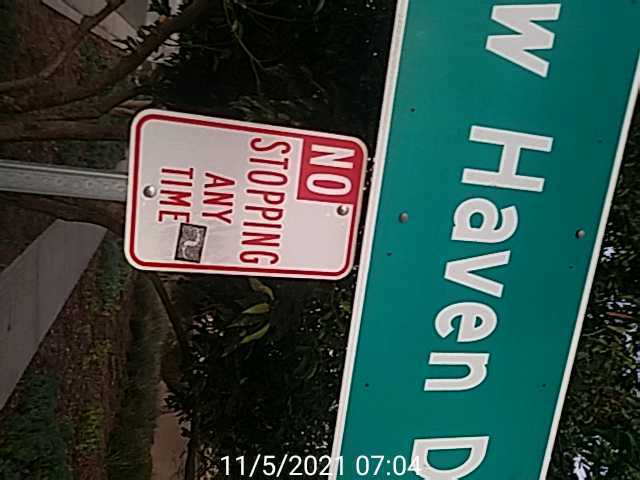 NO
STOPPING
ANY
TIME
w Haven D
11/5/2021 07:04